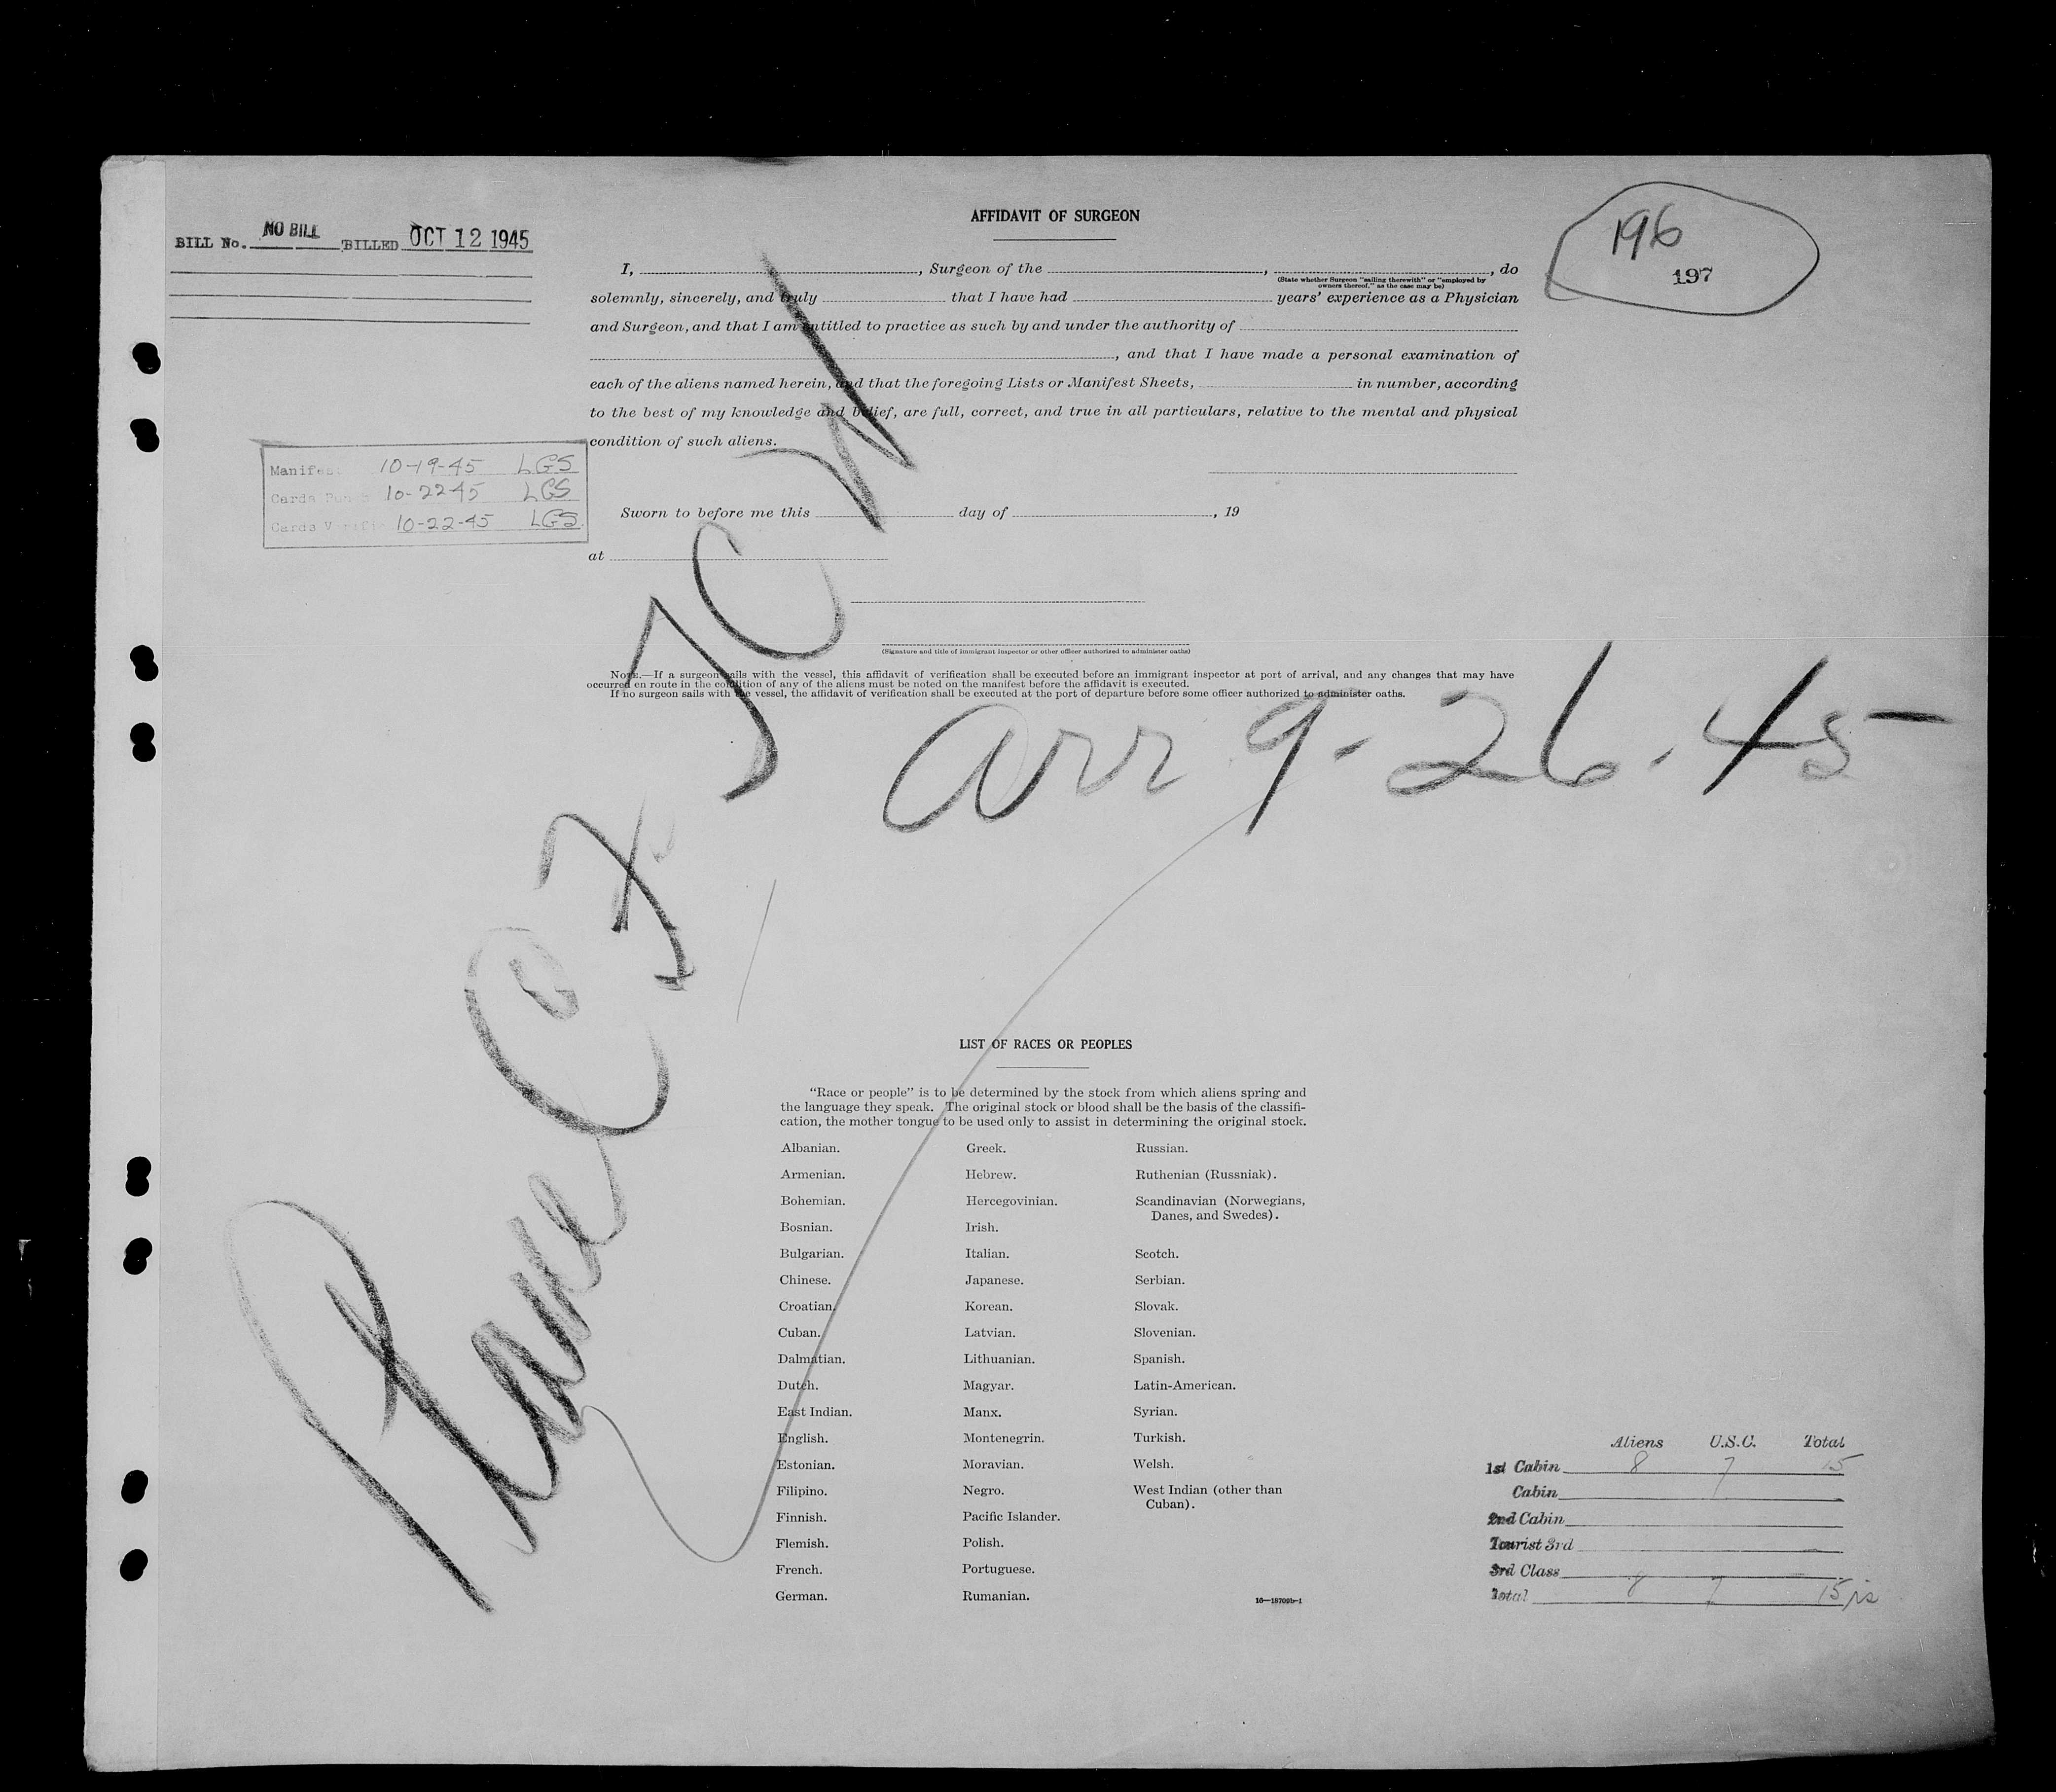 AFFIDAVIT OF SURGEON
196
197
BILL No. NO BILL BILLED OCT 12 1945
I, , Surgeon of the , , do
(State whether Surgeon "sailing therewith" or "employed by
owners thereof," as the case may be)
solemnly, sincerely, and truly that I have had years' experience as a Physician
and Surgeon, and that I am entitled to practice as such by and under the authority of
, and that I have made a personal examination of
each of the aliens named herein, and that the foregoing Lists or Manifest Sheets, in number, according
to the best of my knowledge and belief, are full, correct, and true in all particulars, relative to the mental and physical
condition of such aliens.
Manifest 10-19-45 LGS
Cards 10-22-45 LGS
Cards 10-22-45 LGS
Sworn to before me this day of , 19
at
(Signature and title of immigrant inspector or other officer authorized to administer oaths)
NOTE.—If a surgeon sails with the vessel, this affidavit of verification shall be executed before an immigrant inspector at port of arrival, and any changes that may have
occurred en route in the condition of any of the aliens must be noted on the manifest before the affidavit is executed.
If no surgeon sails with the vessel, the affidavit of verification shall be executed at the port of departure before some officer authorized to administer oaths.
Plane
arr 9-26-45
LIST OF RACES OR PEOPLES
"Race or people" is to be determined by the stock from which aliens spring and
the language they speak. The original stock or blood shall be the basis of the classifi-
cation, the mother tongue to be used only to assist in determining the original stock.
Albanian.
Armenian.
Bohemian.
Bosnian.
Bulgarian.
Chinese.
Croatian.
Cuban.
Dalmatian.
Dutch.
East Indian.
English.
Estonian.
Filipino.
Finnish.
Flemish.
French.
German.
Greek.
Hebrew.
Hercegovinian.
Irish.
Italian.
Japanese.
Korean.
Latvian.
Lithuanian.
Magyar.
Manx.
Montenegrin.
Moravian.
Negro.
Pacific Islander.
Polish.
Portuguese.
Rumanian.
Russian.
Ruthenian (Russniak).
Scandinavian (Norwegians,
Danes, and Swedes).
Scotch.
Serbian.
Slovak.
Slovenian.
Spanish.
Latin-American.
Syrian.
Turkish.
Welsh.
West Indian (other than
Cuban).
16—18709b-1
Aliens U.S.C. Total
1st Cabin 8 7 15
Cabin
2nd Cabin
Tourist 3rd
3rd Class
Total 8 7 15